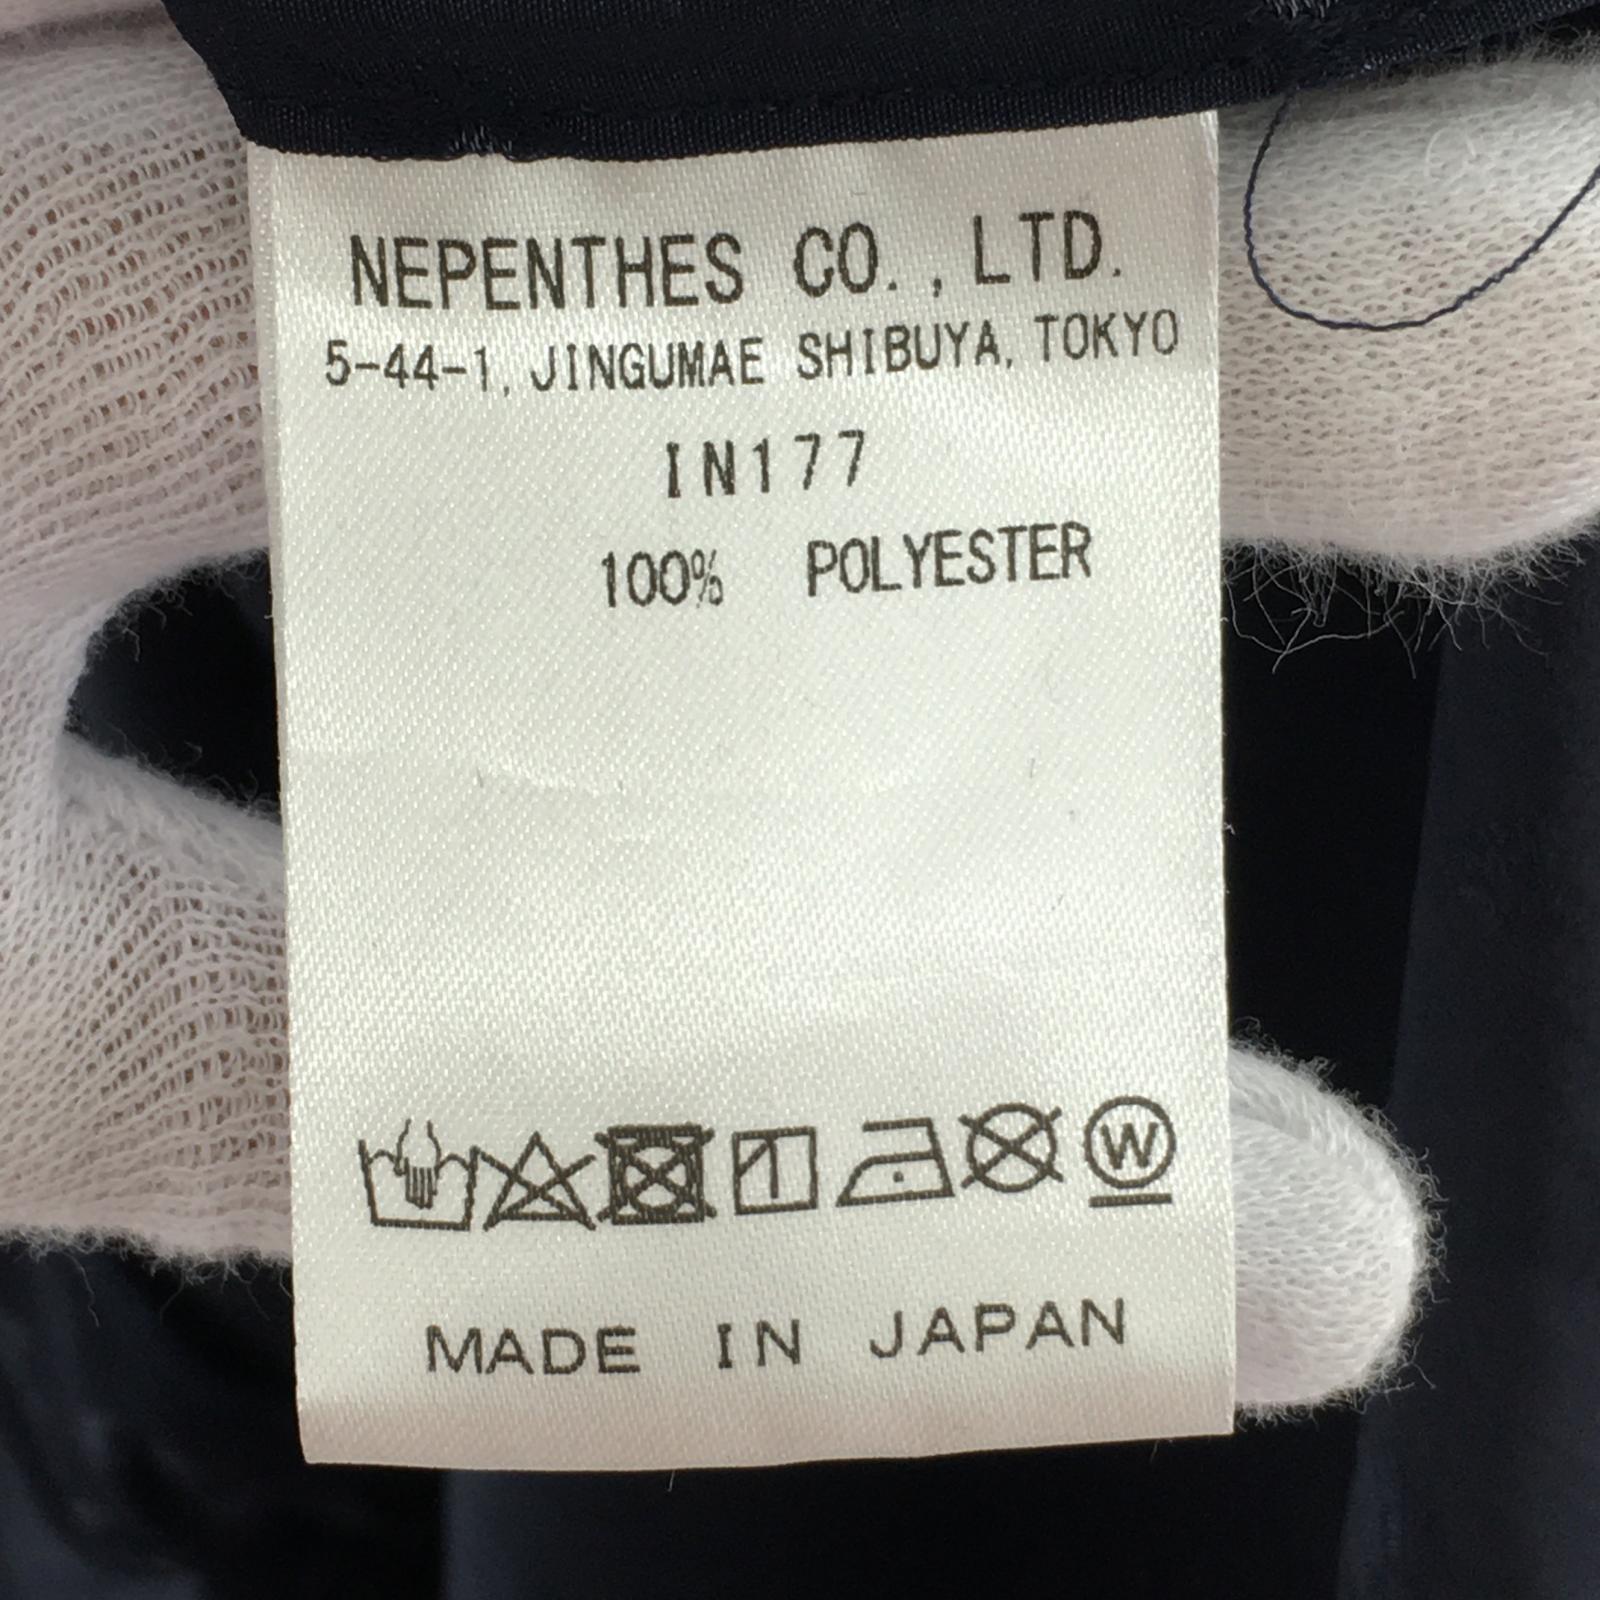 NEPENTHES CO., LTD.
5-44-1, JINGUMAE SHIBUYA, TOKYO
IN177
100% POLYESTER
W
MADE IN JAPAN